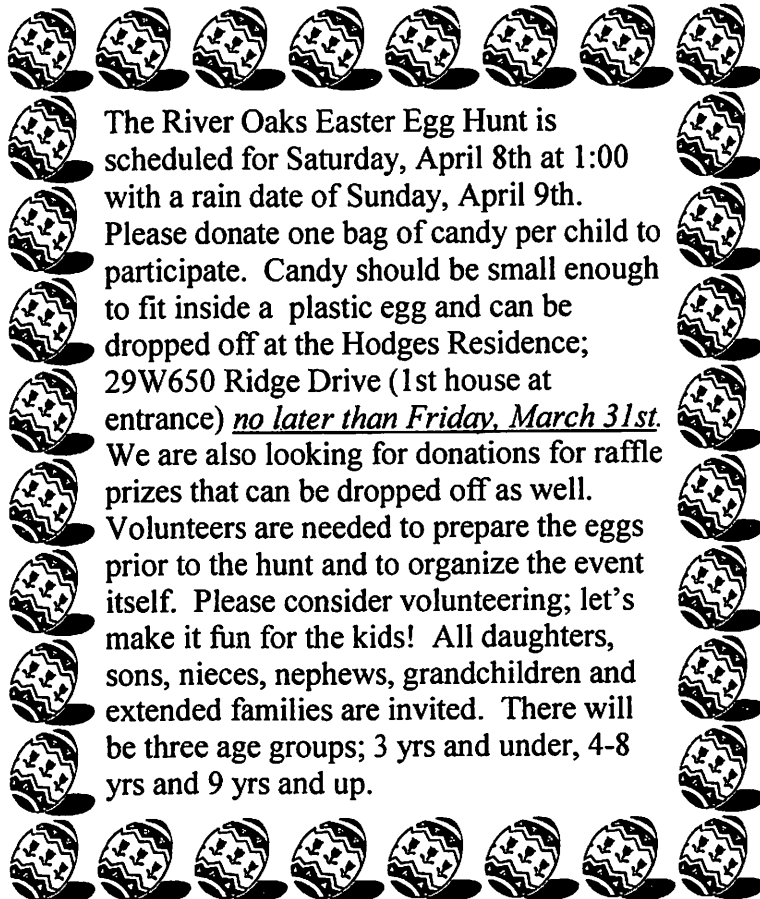 The River Oaks Easter Egg Hunt is
scheduled for Saturday, April 8th at 1:00
with a rain date of Sunday, April 9th.
Please donate one bag of candy per child to
participate.  Candy should be small enough
to fit inside a  plastic egg and can be
dropped off at the Hodges Residence;
29W650 Ridge Drive (1st house at
entrance) no later than Friday, March 31st.
We are also looking for donations for raffle
prizes that can be dropped off as well.
Volunteers are needed to prepare the eggs
prior to the hunt and to organize the event
itself.  Please consider volunteering; let's
make it fun for the kids!  All daughters,
sons, nieces, nephews, grandchildren and
extended families are invited.  There will
be three age groups; 3 yrs and under, 4-8
yrs and 9 yrs and up.